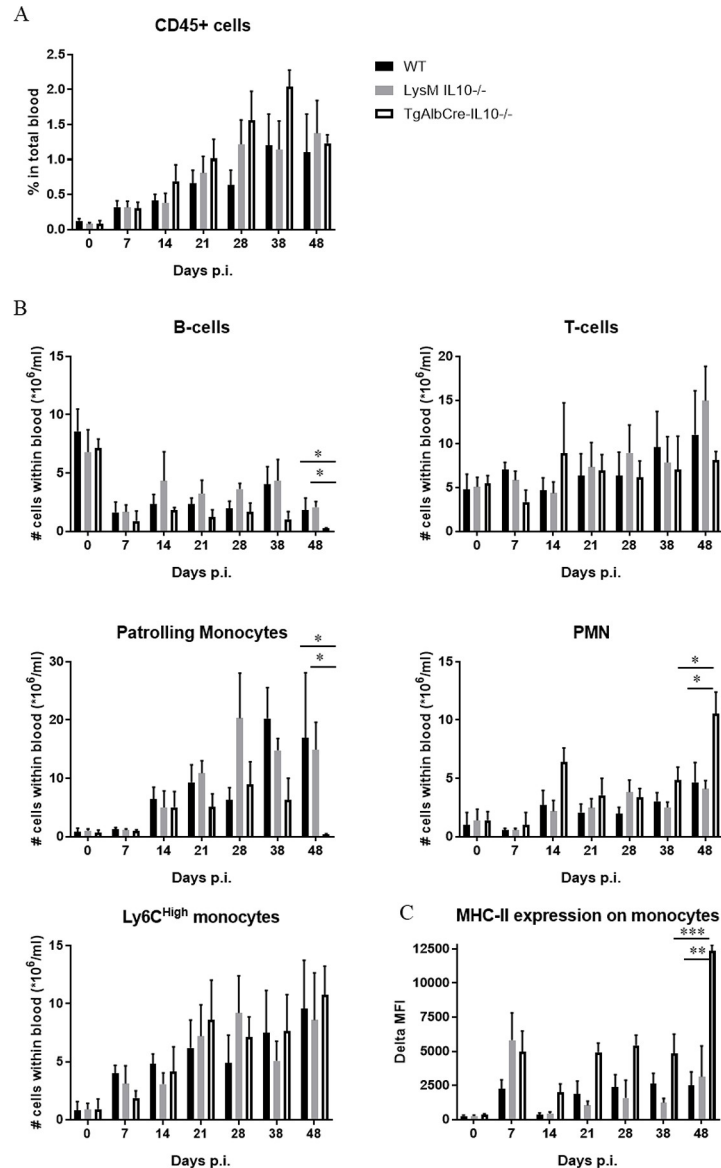 A
CD45+ cells
2.5
2.0
1.5
1.0
0.5
0.0
% in total blood
0 7 14 21 28 38 48
Days p.i.
WT
LysM IL10-/-
TgAlbCre-IL10-/-
B
B-cells
15
10
5
0
# cells within blood (*10⁶/ml)
* 
*
0 7 14 21 28 38 48
Days p.i.
T-cells
20
15
10
5
0
# cells within blood (*10⁶/ml)
0 7 14 21 28 38 48
Days p.i.
Patrolling Monocytes
30
20
10
0
# cells within blood (*10⁶/ml)
*
*
0 7 14 21 28 38 48
Days p.i.
PMN
15
10
5
0
# cells within blood (*10⁶/ml)
*
*
0 7 14 21 28 38 48
Days p.i.
Ly6Cᴴⁱᵍʰ monocytes
15
10
5
0
# cells within blood (*10⁶/ml)
0 7 14 21 28 38 48
Days p.i.
C
MHC-II expression on monocytes
12500
10000
7500
5000
2500
0
Delta MFI
***
**
0 7 14 21 28 38 48
Days p.i.